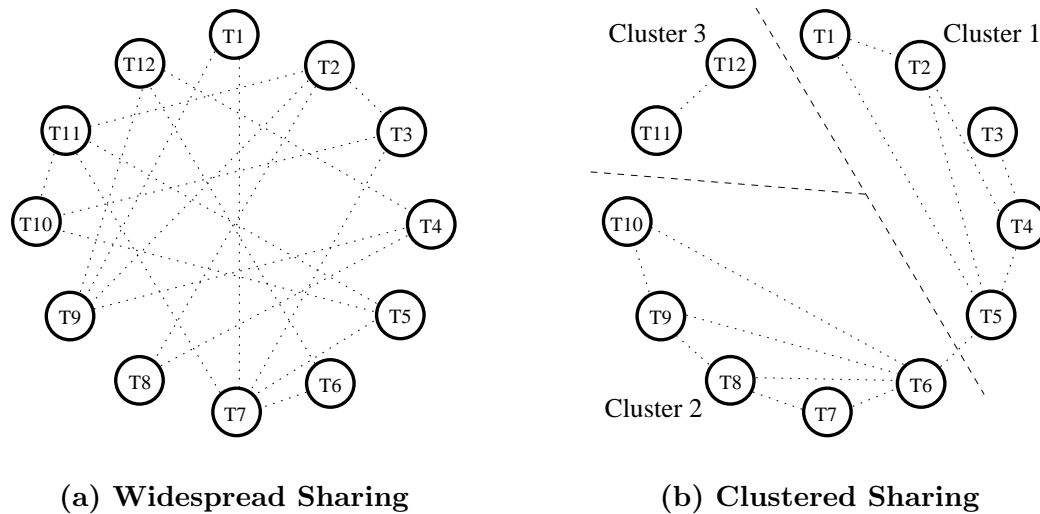 T1
T2
T3
T4
T5
T6
T7
T8
T9
T10
T11
T12
(a) Widespread Sharing
Cluster 3
Cluster 1
T1
T2
T3
T4
T5
T6
T7
T8
T9
T10
T11
T12
Cluster 2
(b) Clustered Sharing